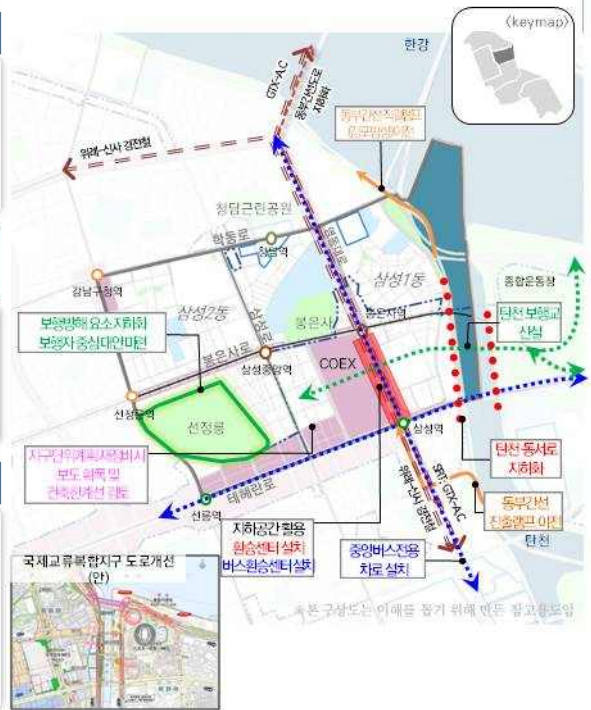 〈keymap〉
한강
GTX-A,C
동부간선도로
지하화
위례-신사 경전철
청담근린공원
학동로
청담역
영동대로
강남구청역
삼성2동
삼성1동
종합운동장
보행방해 요소지하화
보행자 중심대안마련
삼성로
봉은사
봉은사역
탄천 보행교
신설
봉은사로
삼성중앙역
COEX
선정릉역
선정릉
삼성역
지구단위계획재정비시
보도 확폭 및
건축한계선 검토
탄천 동서로
지하화
테헤란로
선릉역
SRT, GTX-A,C
위례-신사 경전철
동부간선
진출램프 이전
탄천
지하공간 활용
환승센터 설치
버스환승센터 설치
중앙버스전용
차로 설치
국제교류복합지구 도로개선
(안)
본 구상도는 이해를 돕기 위해 만든 참고용도임